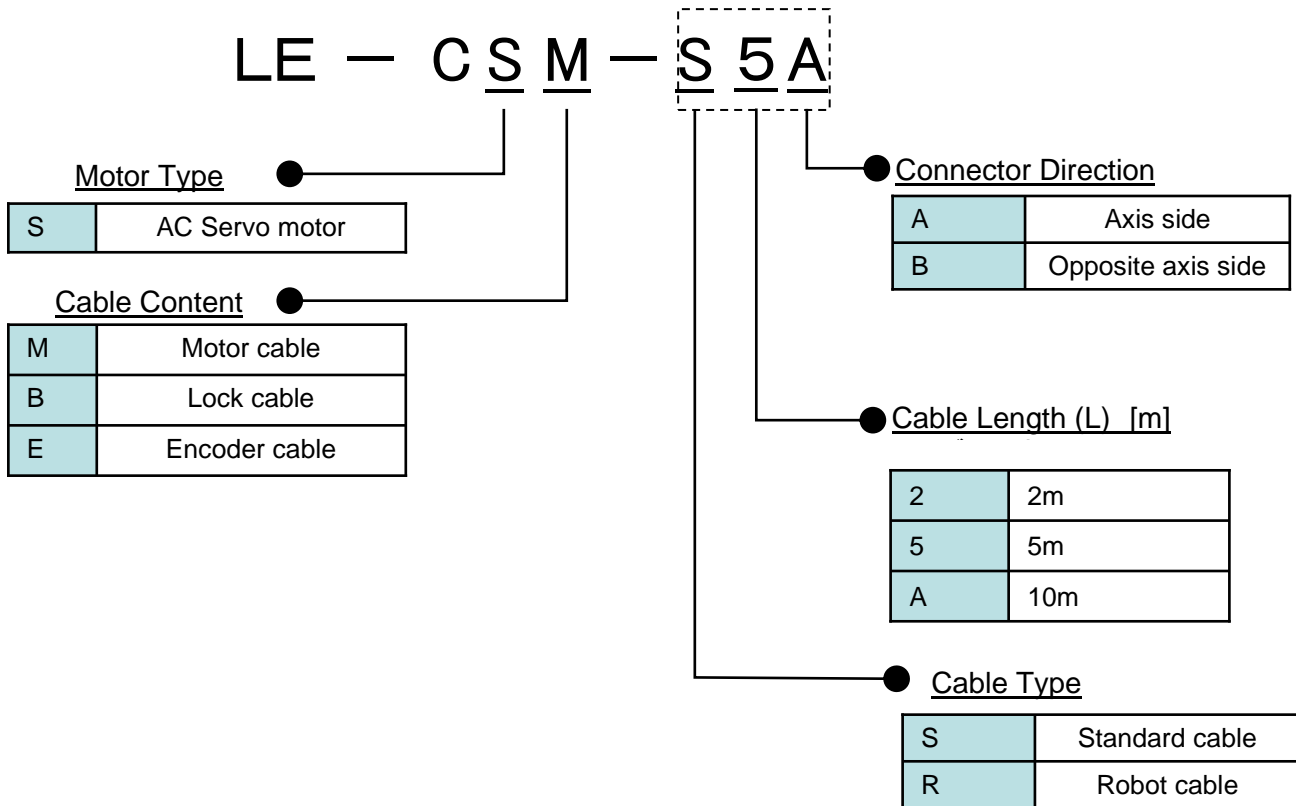 LE － CSM－S5A
Motor Type
S AC Servo motor
Cable Content
M Motor cable
B Lock cable
E Encoder cable
Connector Direction
A Axis side
B Opposite axis side
Cable Length (L) [m]
2 2m
5 5m
A 10m
Cable Type
S Standard cable
R Robot cable